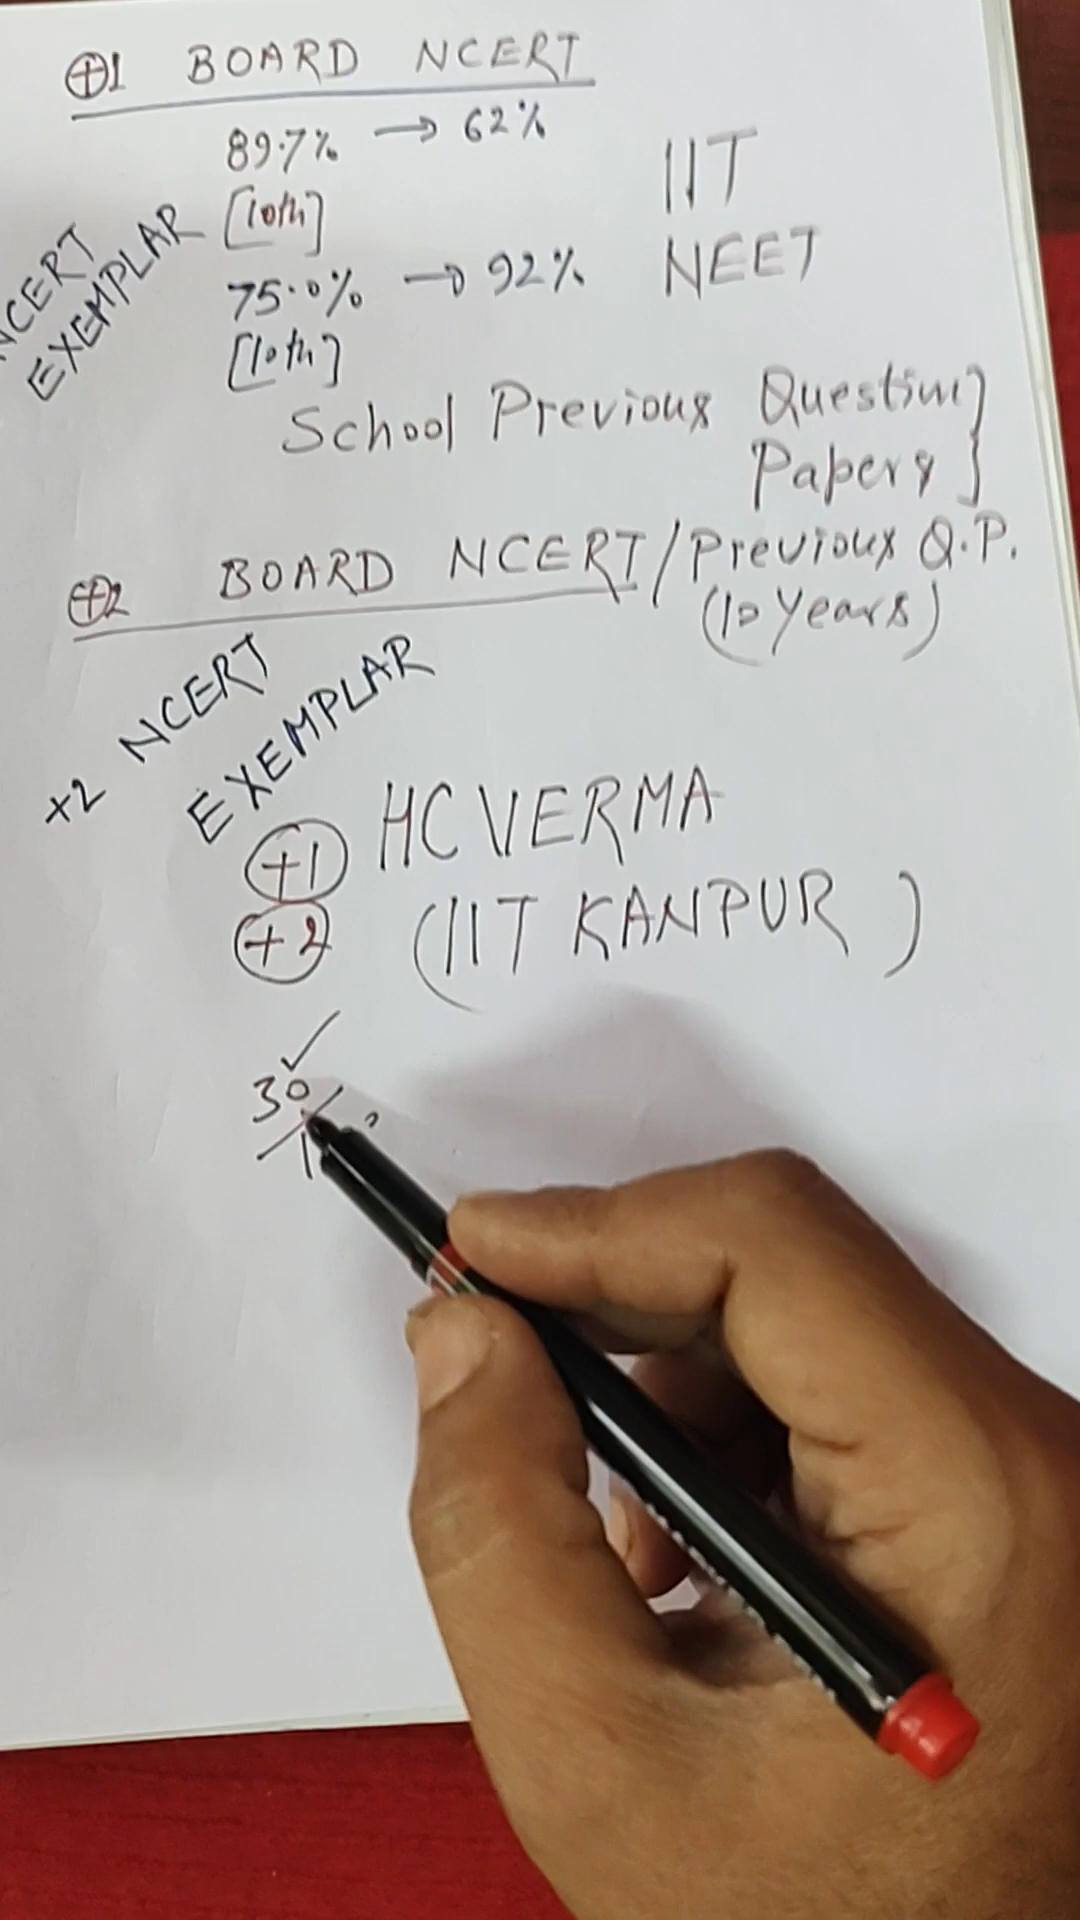 +1 BOARD NCERT
89.7% → 62%
[10th]
IIT
NCERT
EXEMPLAR
75.0% → 92%
[10th]
NEET
School Previous Question
Papers]
+2 BOARD NCERT/Previous Q.P.
(10 Years)
+2 NCERT
EXEMPLAR
+1 HC VERMA
+2 (IIT KANPUR)
30